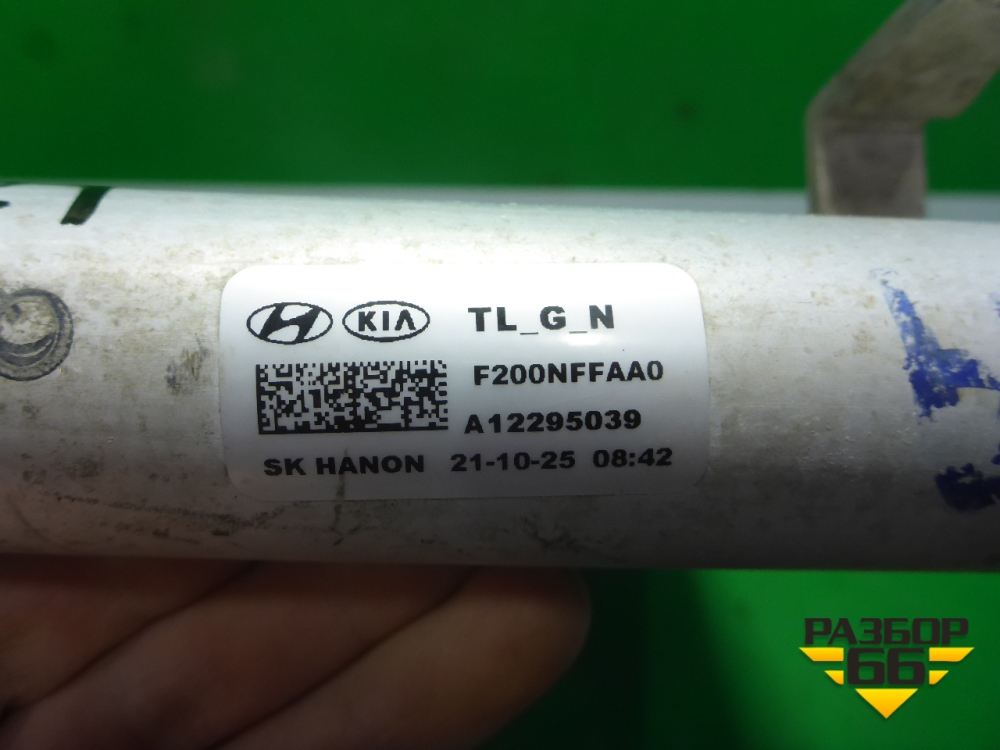 KIA TL_G_N
F200NFFAA0
A12295039
SK HANON 21-10-25 08:42
РАЗБОР
66